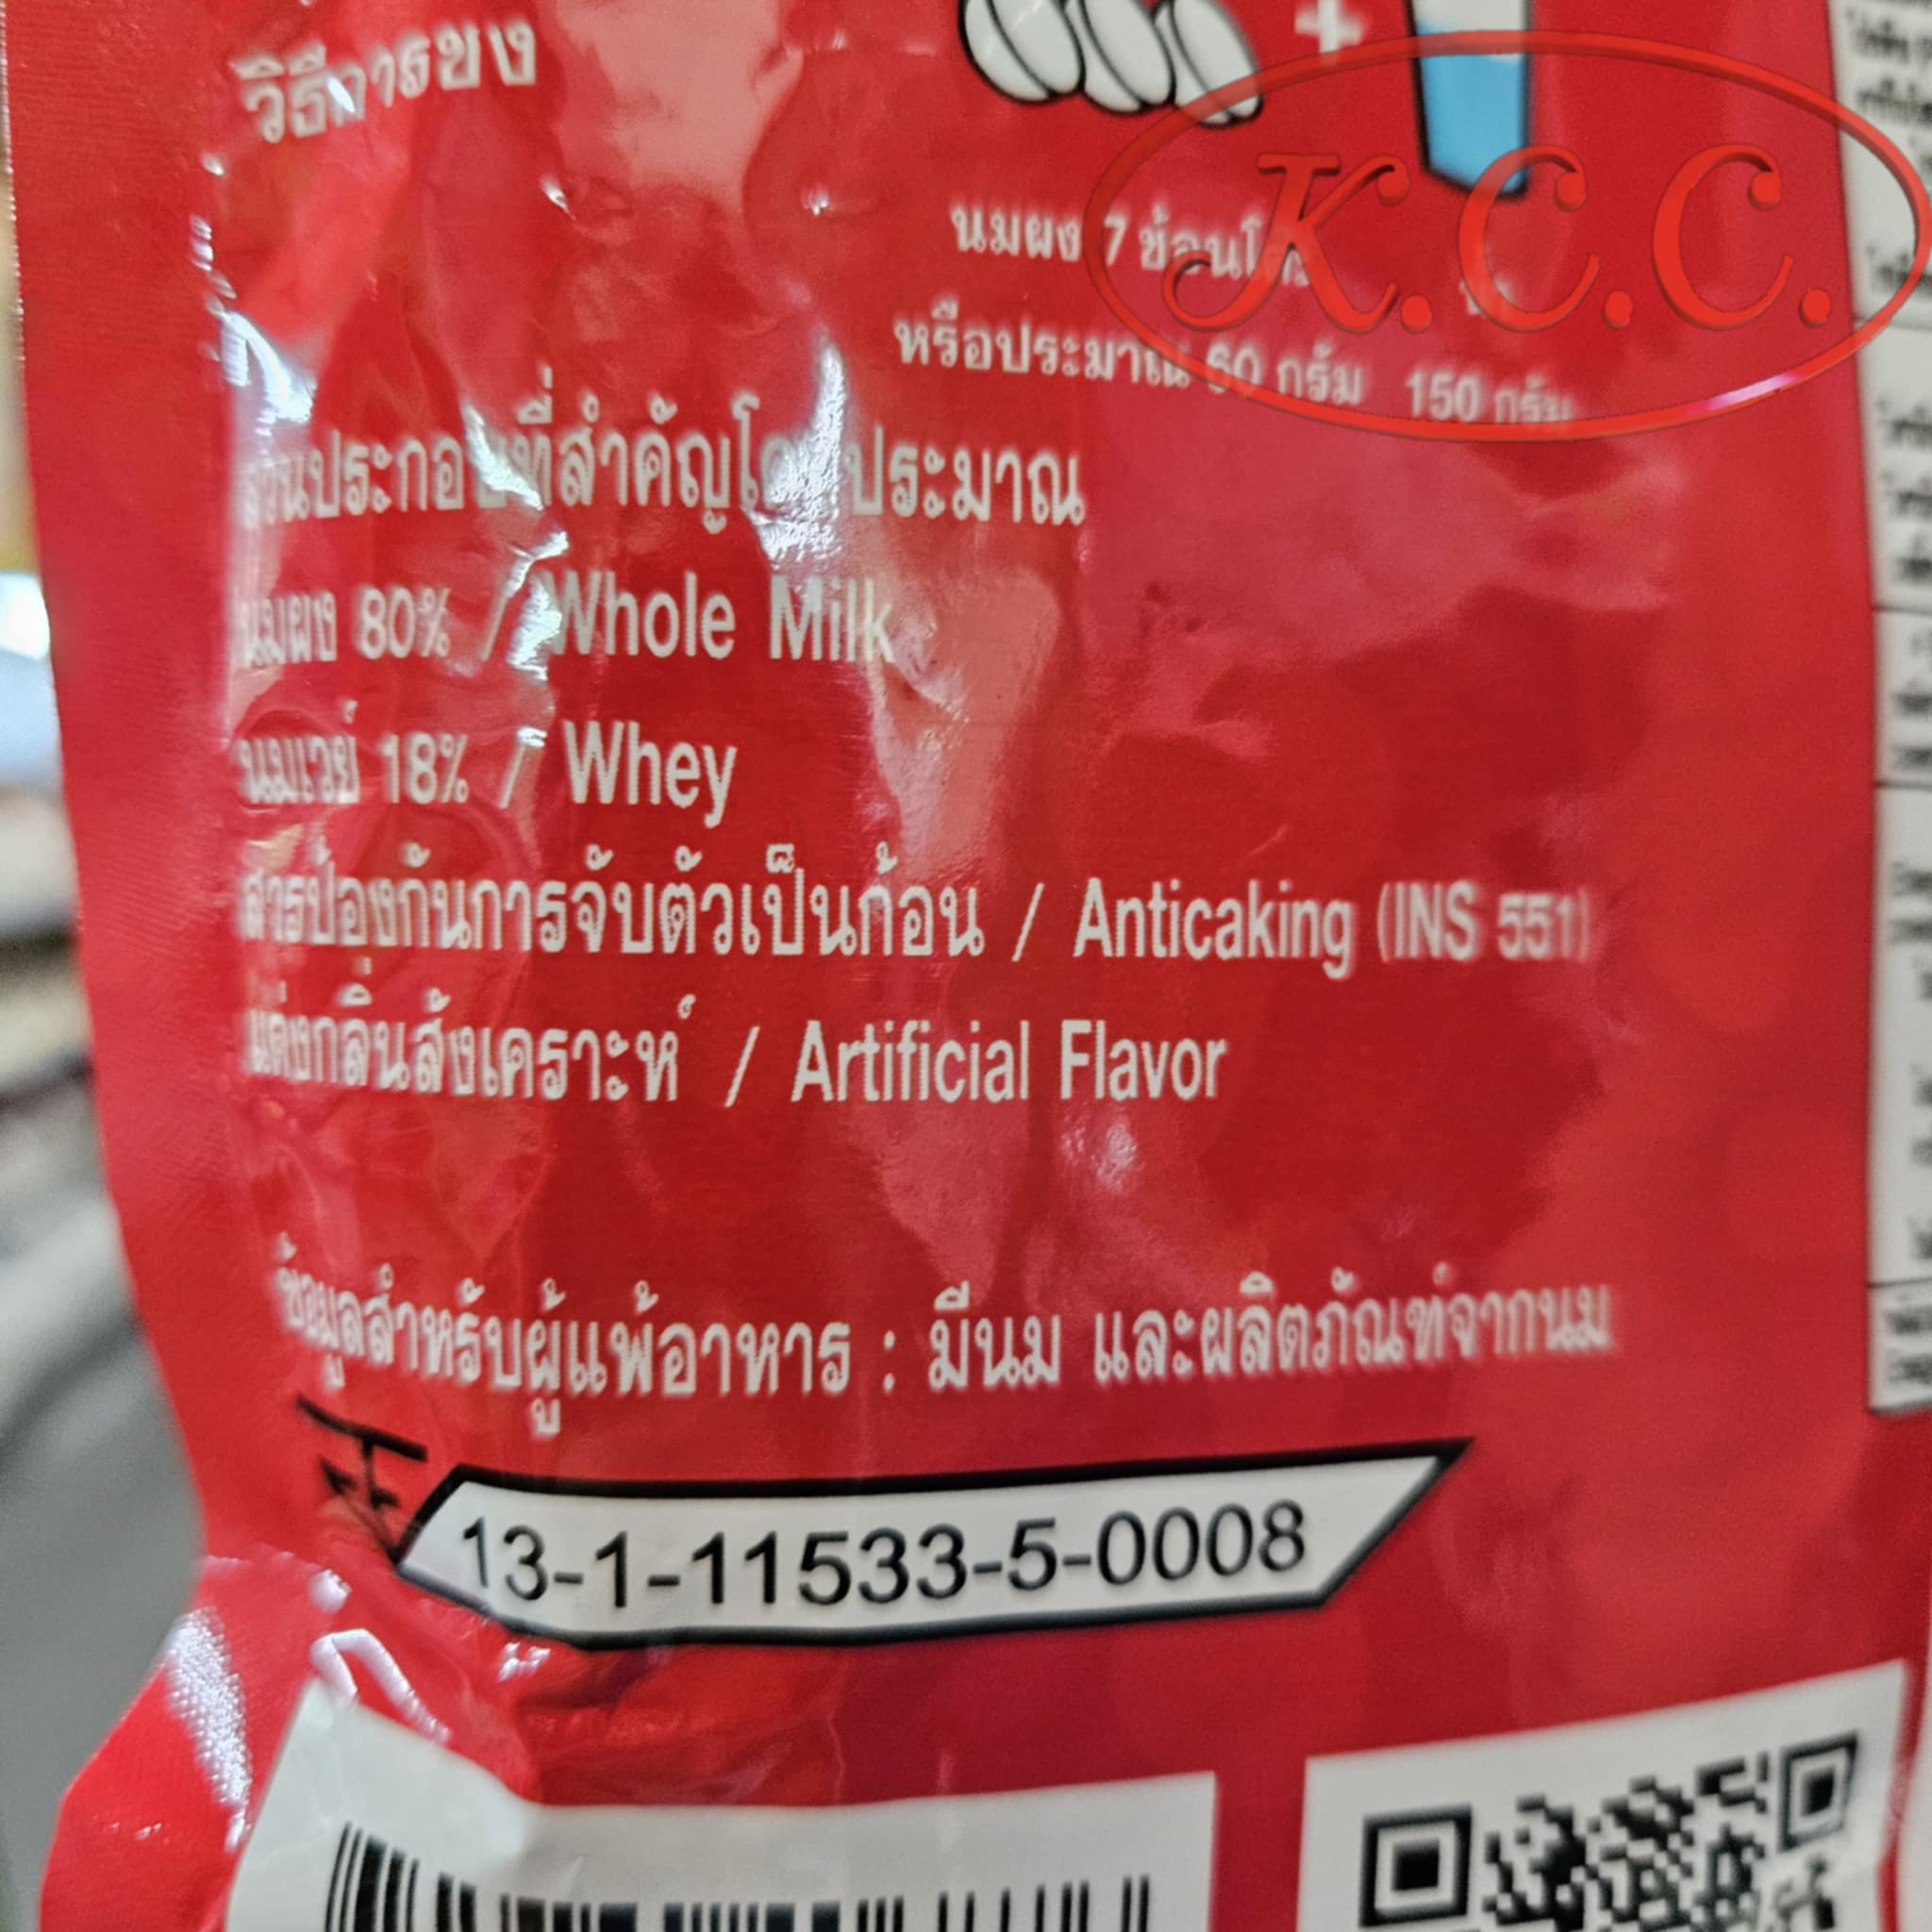 วิธีการชง
+
นมผง 7 ช้อนโต๊ะ
หรือประมาณ 60 กรัม 150 กรัม
K.C.C.
ส่วนประกอบที่สำคัญโดยประมาณ
นมผง 80% / Whole Milk
นมเวย์ 18% / Whey
สารป้องกันการจับตัวเป็นก้อน / Anticaking (INS 551)
แต่งกลิ่นสังเคราะห์ / Artificial Flavor
ข้อมูลสำหรับผู้แพ้อาหาร : มีนม และผลิตภัณฑ์จากนม
13-1-11533-5-0008